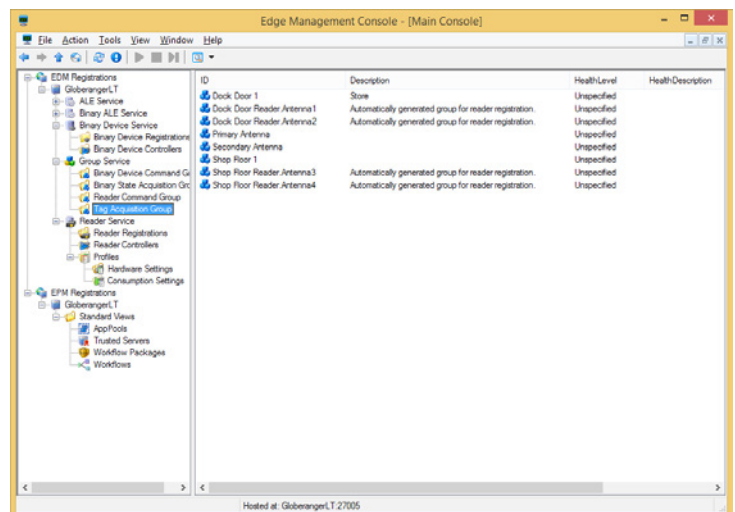 Edge Management Console - [Main Console]
File Action Tools View Window Help
EDM Registrations
GloberangerLT
ALE Service
Binary ALE Service
Binary Device Service
Binary Device Registrations
Binary Device Controllers
Group Service
Binary Device Command Gr
Binary State Acquisition Grc
Reader Command Group
Tag Acquisition Group
Reader Service
Reader Registrations
Reader Controllers
Profiles
Hardware Settings
Consumption Settings
EPM Registrations
GloberangerLT
Standard Views
AppPools
Trusted Servers
Workflow Packages
Workflows
ID Description HealthLevel HealthDescription
Dock Door 1 Store Unspecified
Dock Door Reader.Antenna1 Automatically generated group for reader registration. Unspecified
Dock Door Reader.Antenna2 Automatically generated group for reader registration. Unspecified
Primary Antenna Unspecified
Secondary Antenna Unspecified
Shop Floor 1 Unspecified
Shop Floor Reader.Antenna3 Automatically generated group for reader registration. Unspecified
Shop Floor Reader.Antenna4 Automatically generated group for reader registration. Unspecified
Hosted at: GloberangerLT:27005